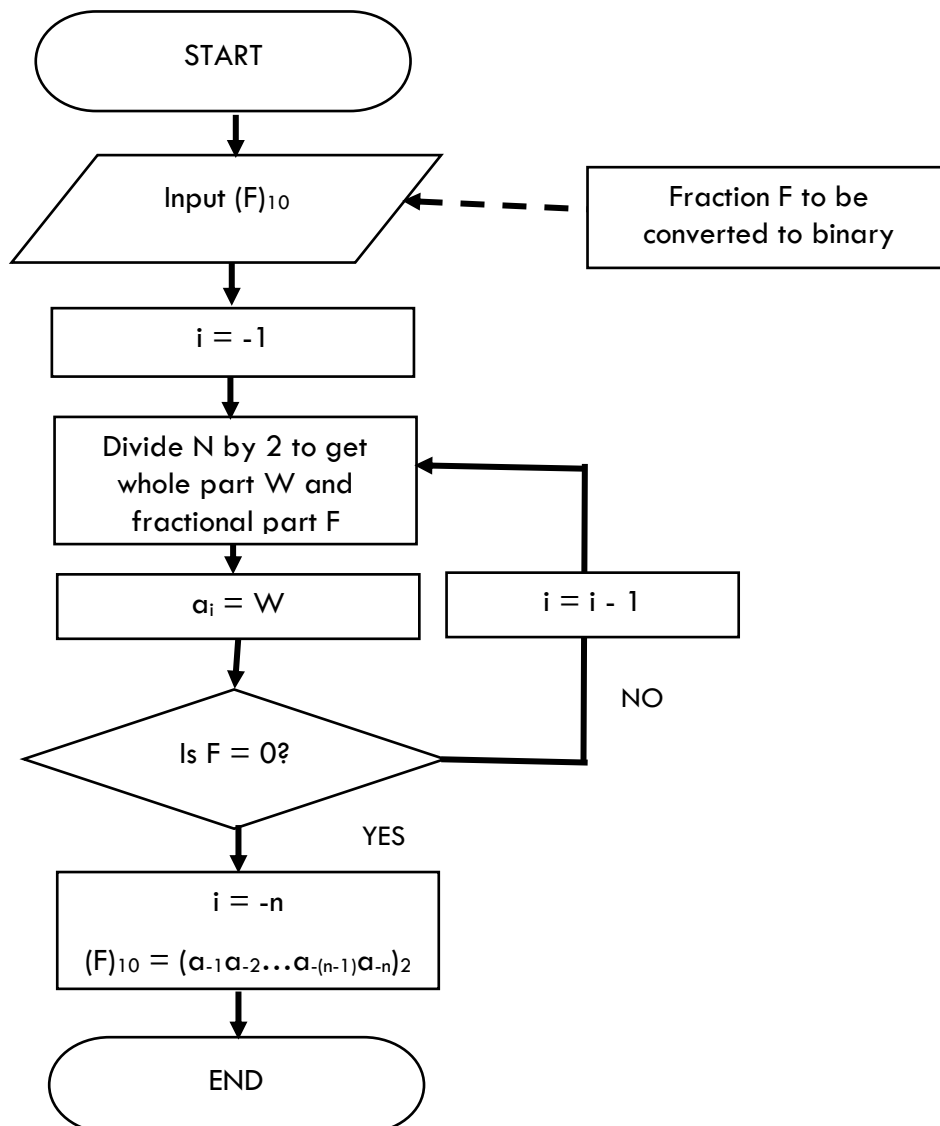 START
Input (F)₁₀
Fraction F to be
converted to binary
i = -1
Divide N by 2 to get
whole part W and
fractional part F
aᵢ = W
i = i - 1
NO
Is F = 0?
YES
i = -n
(F)₁₀ = (a₋₁a₋₂...a₋₍ₙ₋₁₎a₋ₙ)₂
END